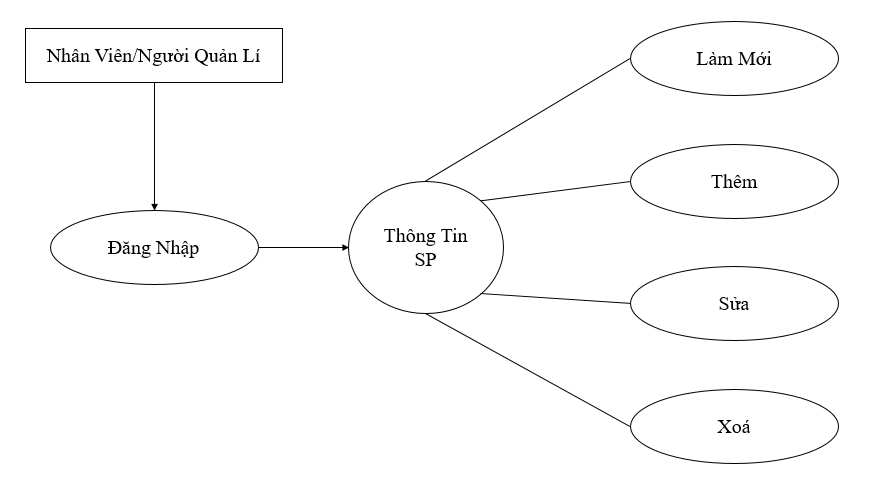 Nhân Viên/Người Quản Lí
Làm Mới
Thêm
Đăng Nhập
Thông Tin
SP
Sửa
Xoá